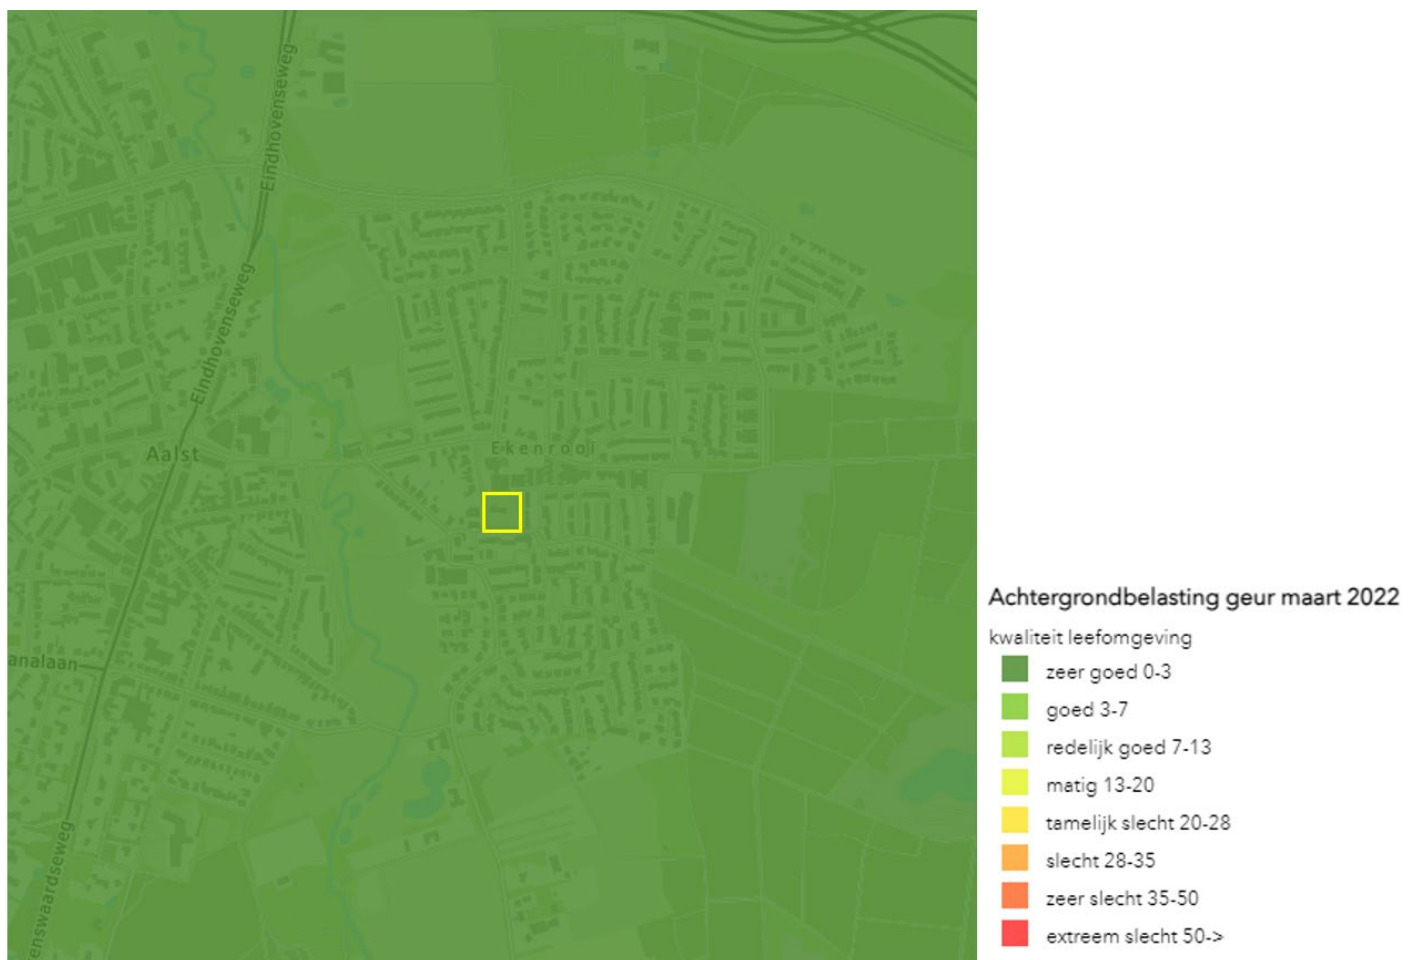 Eindhovenseweg
Eindhovenseweg
Aalst
Ekenrooi
analaan
enswaardseweg
Achtergrondbelasting geur maart 2022
kwaliteit leefomgeving
zeer goed 0-3
goed 3-7
redelijk goed 7-13
matig 13-20
tamelijk slecht 20-28
slecht 28-35
zeer slecht 35-50
extreem slecht 50->